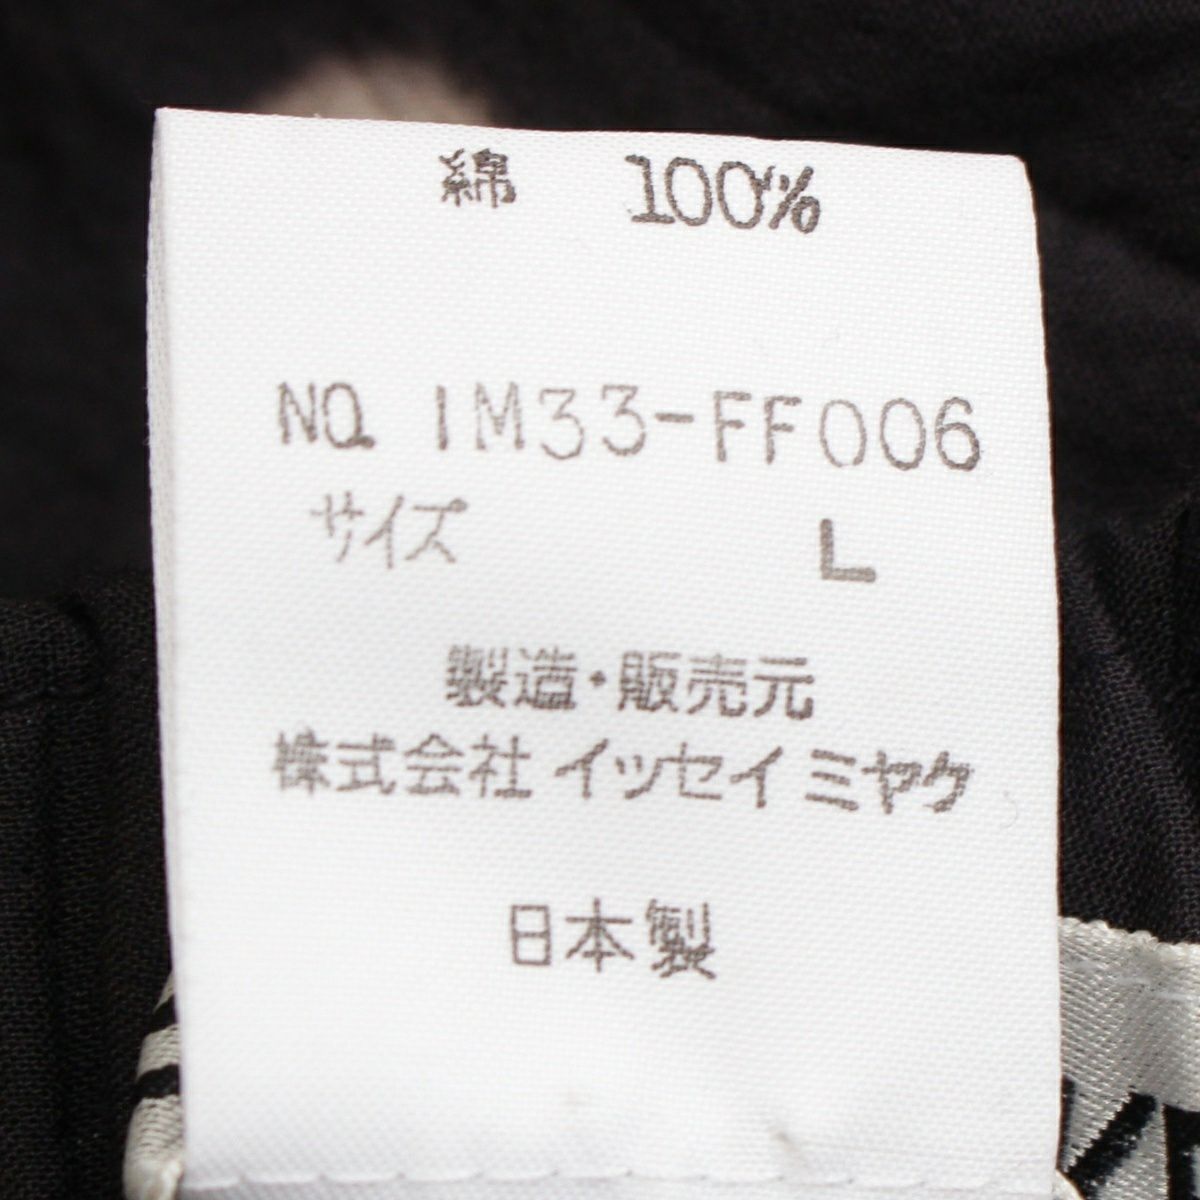 綿 100%
NO. IM33-FF006
サイズ L
製造・販売元
株式会社 イッセイ ミヤケ
日本製